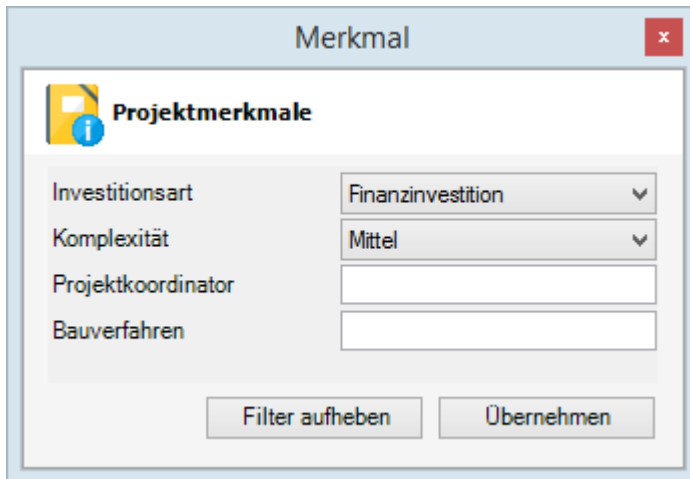 Merkmal
x
Projektmerkmale
Investitionsart Finanzinvestition
Komplexität Mittel
Projektkoordinator
Bauverfahren
Filter aufheben Übernehmen